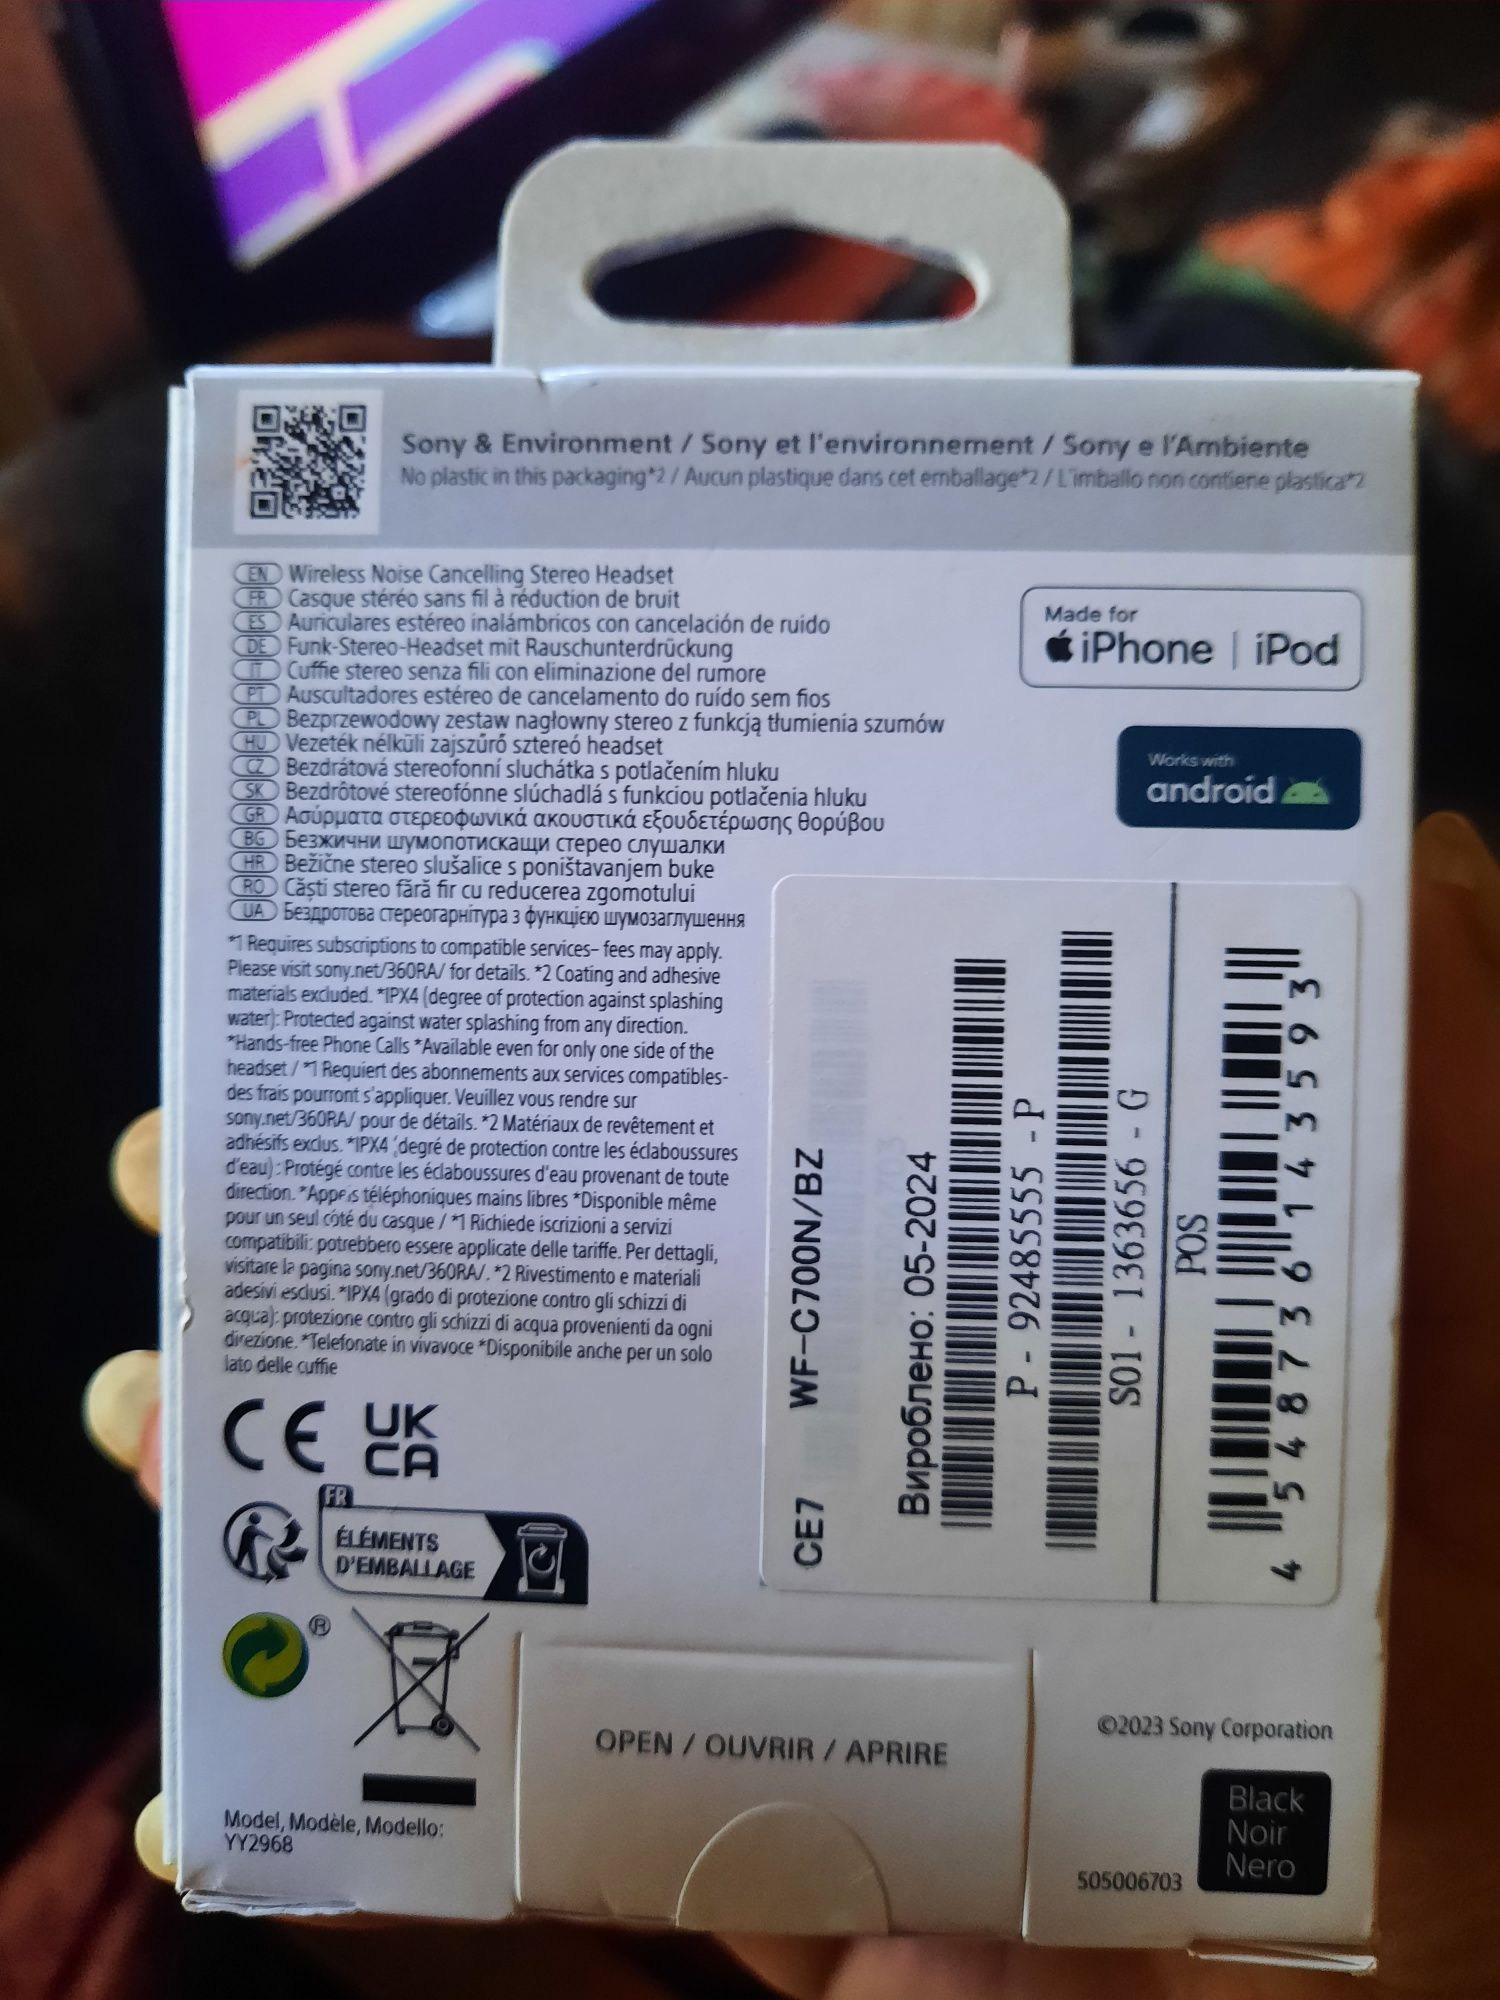 Sony & Environment / Sony et l'environnement / Sony e l'Ambiente
No plastic in this packaging*2 / Aucun plastique dans cet emballage*2 / L'imballo non contiene plastica*2
EN Wireless Noise Cancelling Stereo Headset
FR Casque stéréo sans fil à réduction de bruit
ES Auriculares estéreo inalámbricos con cancelación de ruido
DE Funk-Stereo-Headset mit Rauschunterdrückung
IT Cuffie stereo senza fili con eliminazione del rumore
PT Auscultadores estéreo de cancelamento do ruído sem fios
PL Bezprzewodowy zestaw nagłowny stereo z funkcją tłumienia szumów
HU Vezeték nélküli zajszűrő sztereó headset
CZ Bezdrátová stereofonní sluchátka s potlačením hluku
SK Bezdrôtové stereofónne slúchadlá s funkciou potlačenia hluku
GR Ασύρματα στερεοφωνικά ακουστικά εξουδετέρωσης θορύβου
BG Безжични шумопотискащи стерео слушалки
HR Bežične stereo slušalice s poništavanjem buke
RO Căști stereo fără fir cu reducerea zgomotului
UA Бездротова стереогарнітура з функцією шумозаглушення
*1 Requires subscriptions to compatible services– fees may apply.
Please visit sony.net/360RA/ for details. *2 Coating and adhesive
materials excluded. *IPX4 (degree of protection against splashing
water): Protected against water splashing from any direction.
*Hands-free Phone Calls *Available even for only one side of the
headset / *1 Requiert des abonnements aux services compatibles-
des frais pourront s'appliquer. Veuillez vous rendre sur
sony.net/360RA/ pour de détails. *2 Matériaux de revêtement et
adhésifs exclus. *IPX4 (degré de protection contre les éclaboussures
d'eau) : Protégé contre les éclaboussures d'eau provenant de toute
direction. *Appels téléphoniques mains libres *Disponible même
pour un seul côté du casque / *1 Richiede iscrizioni a servizi
compatibili: potrebbero essere applicate delle tariffe. Per dettagli,
visitare la pagina sony.net/360RA/. *2 Rivestimento e materiali
adesivi esclusi. *IPX4 (grado di protezione contro gli schizzi di
acqua): protezione contro gli schizzi di acqua provenienti da ogni
direzione. *Telefonate in vivavoce *Disponibile anche per un solo
lato delle cuffie
Made for
iPhone | iPod
Works with
android
CE7 WF-C700N/BZ
Вироблено: 05-2024
P - 92485555 - P
S01 - 1363656 - G
POS
4 548736 143593
CE
UK
CA
FR
ÉLÉMENTS
D'EMBALLAGE
®
Model, Modèle, Modello:
YY2968
OPEN / OUVRIR / APRIRE
©2023 Sony Corporation
505006703
Black
Noir
Nero